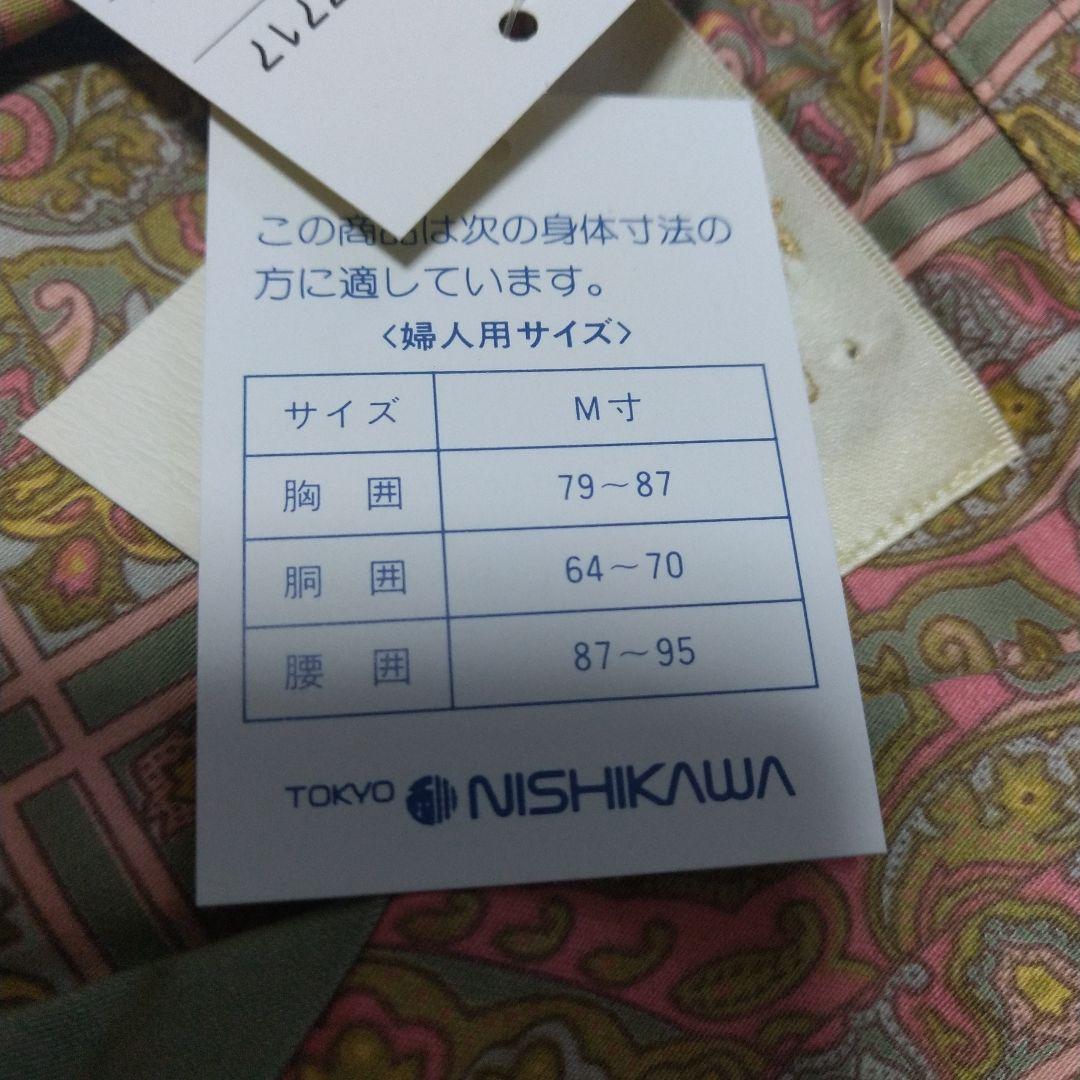 7717
この商品は次の身体寸法の
方に適しています。
〈婦人用サイズ〉
サイズ M寸
胸囲 79～87
胴囲 64～70
腰囲 87～95
TOKYO NISHIKAWA